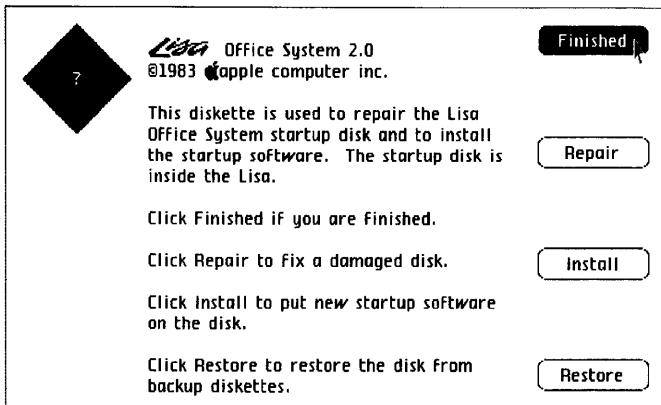 Lisa Office System 2.0
©1983 apple computer inc.
Finished
?
This diskette is used to repair the Lisa
Office System startup disk and to install
the startup software. The startup disk is
inside the Lisa.
Repair
Click Finished if you are finished.
Click Repair to fix a damaged disk.
Install
Click Install to put new startup software
on the disk.
Click Restore to restore the disk from
backup diskettes.
Restore